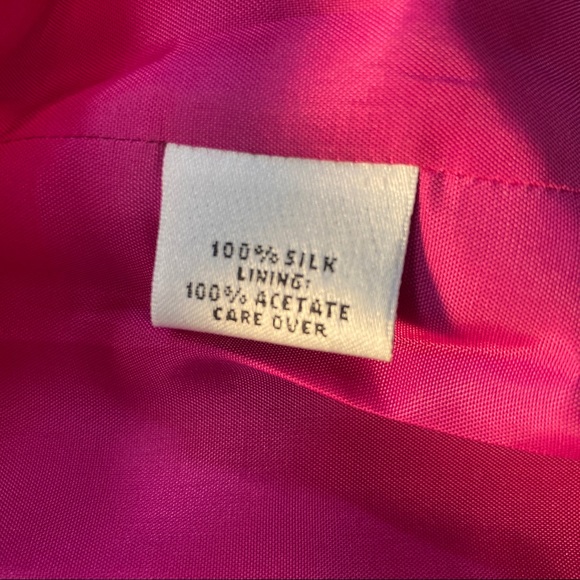 100% SILK
LINING:
100% ACETATE
CARE OVER